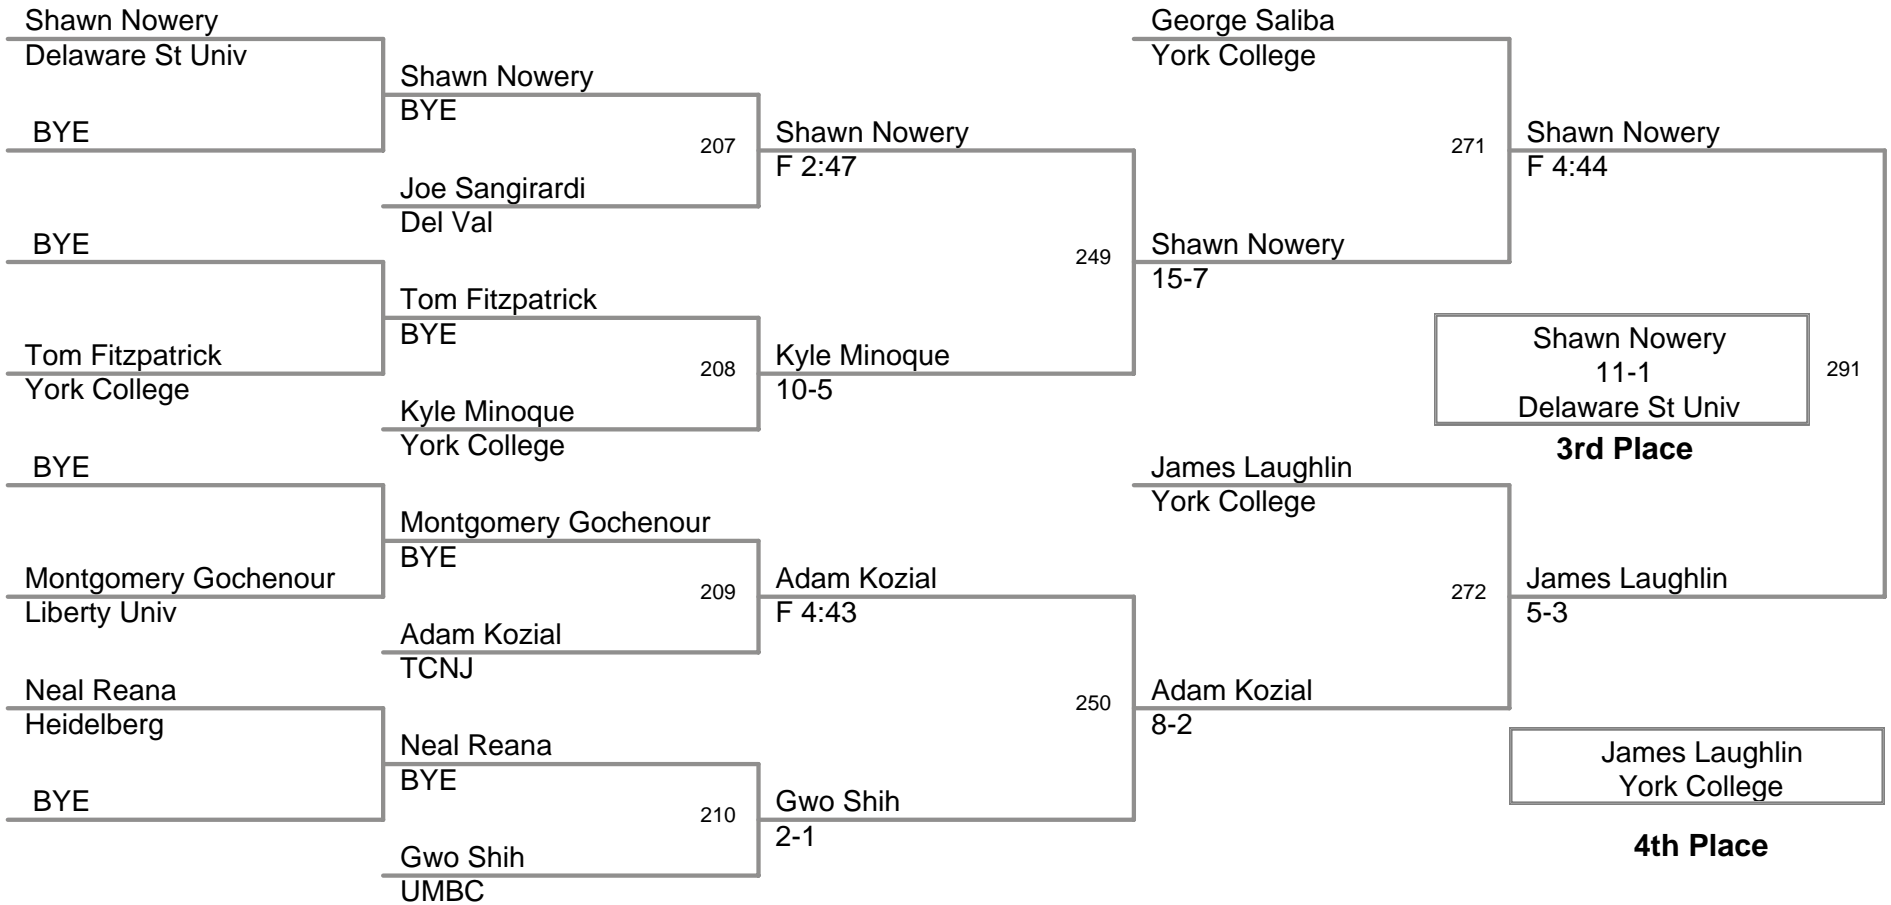 Shawn Nowery
Delaware St Univ
BYE
BYE
Tom Fitzpatrick
York College
BYE
Montgomery Gochenour
Liberty Univ
Neal Reana
Heidelberg
BYE
Shawn Nowery
BYE
207
Joe Sangirardi
Del Val
Tom Fitzpatrick
BYE
208
Kyle Minoque
York College
Montgomery Gochenour
BYE
209
Adam Kozial
TCNJ
Neal Reana
BYE
210
Gwo Shih
UMBC
Shawn Nowery
F 2:47
249
Kyle Minoque
10-5
Adam Kozial
F 4:43
250
Gwo Shih
2-1
George Saliba
York College
271
Shawn Nowery
15-7
James Laughlin
York College
272
Adam Kozial
8-2
Shawn Nowery
F 4:44
Shawn Nowery
11-1
Delaware St Univ
291
3rd Place
James Laughlin
5-3
James Laughlin
York College
4th Place